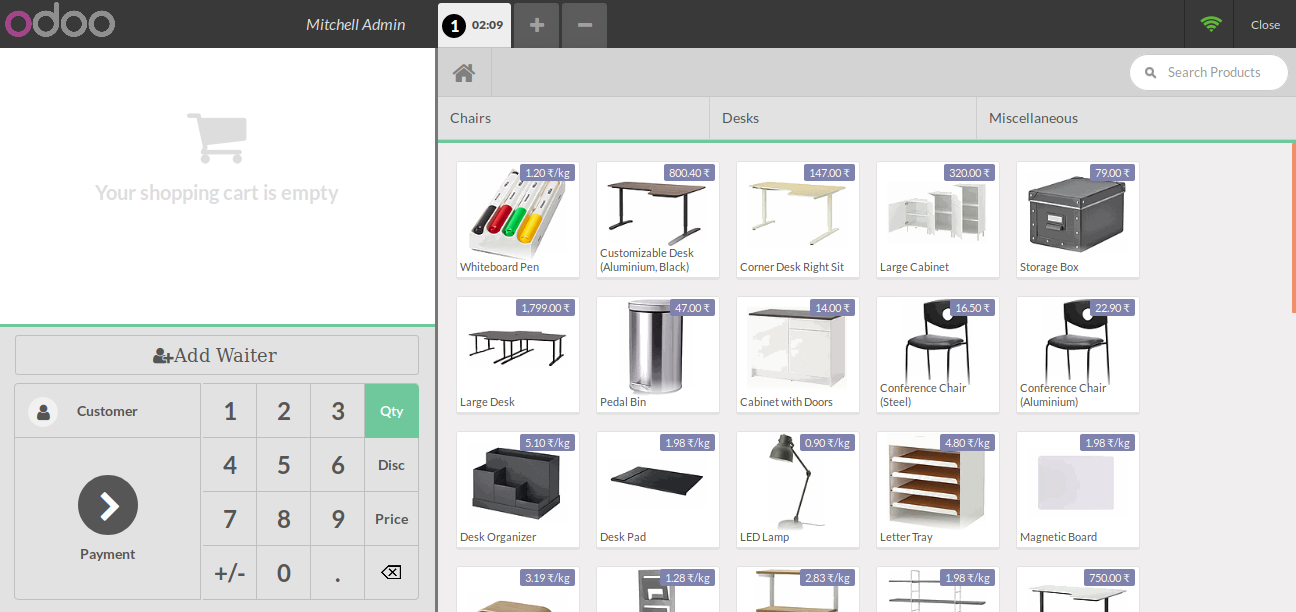 odoo
Mitchell Admin
1 02:09
+
−
Close
Search Products
Chairs
Desks
Miscellaneous
Your shopping cart is empty
1.20 ₹/kg
Whiteboard Pen
800.40 ₹
Customizable Desk
(Aluminium, Black)
147.00 ₹
Corner Desk Right Sit
320.00 ₹
Large Cabinet
79.00 ₹
Storage Box
1,799.00 ₹
Large Desk
47.00 ₹
Pedal Bin
14.00 ₹
Cabinet with Doors
16.50 ₹
Conference Chair
(Steel)
22.90 ₹
Conference Chair
(Aluminium)
5.10 ₹/kg
Desk Organizer
1.98 ₹/kg
Desk Pad
0.90 ₹/kg
LED Lamp
4.80 ₹/kg
Letter Tray
1.98 ₹/kg
Magnetic Board
3.19 ₹/kg
1.28 ₹/kg
2.83 ₹/kg
1.98 ₹/kg
750.00 ₹
Add Waiter
Customer
1 2 3 Qty
4 5 6 Disc
7 8 9 Price
Payment
+/- 0 .